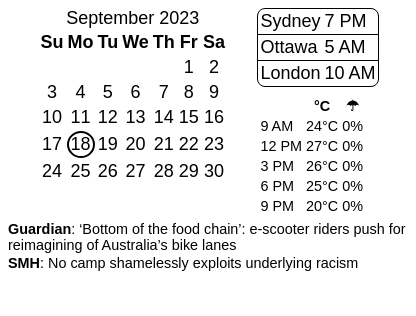 September 2023
Su Mo Tu We Th Fr Sa
1 2
3 4 5 6 7 8 9
10 11 12 13 14 15 16
17 18 19 20 21 22 23
24 25 26 27 28 29 30
Sydney 7 PM
Ottawa 5 AM
London 10 AM
°C ☂
9 AM 24°C 0%
12 PM 27°C 0%
3 PM 26°C 0%
6 PM 25°C 0%
9 PM 20°C 0%
Guardian: ‘Bottom of the food chain’: e-scooter riders push for
reimagining of Australia’s bike lanes
SMH: No camp shamelessly exploits underlying racism